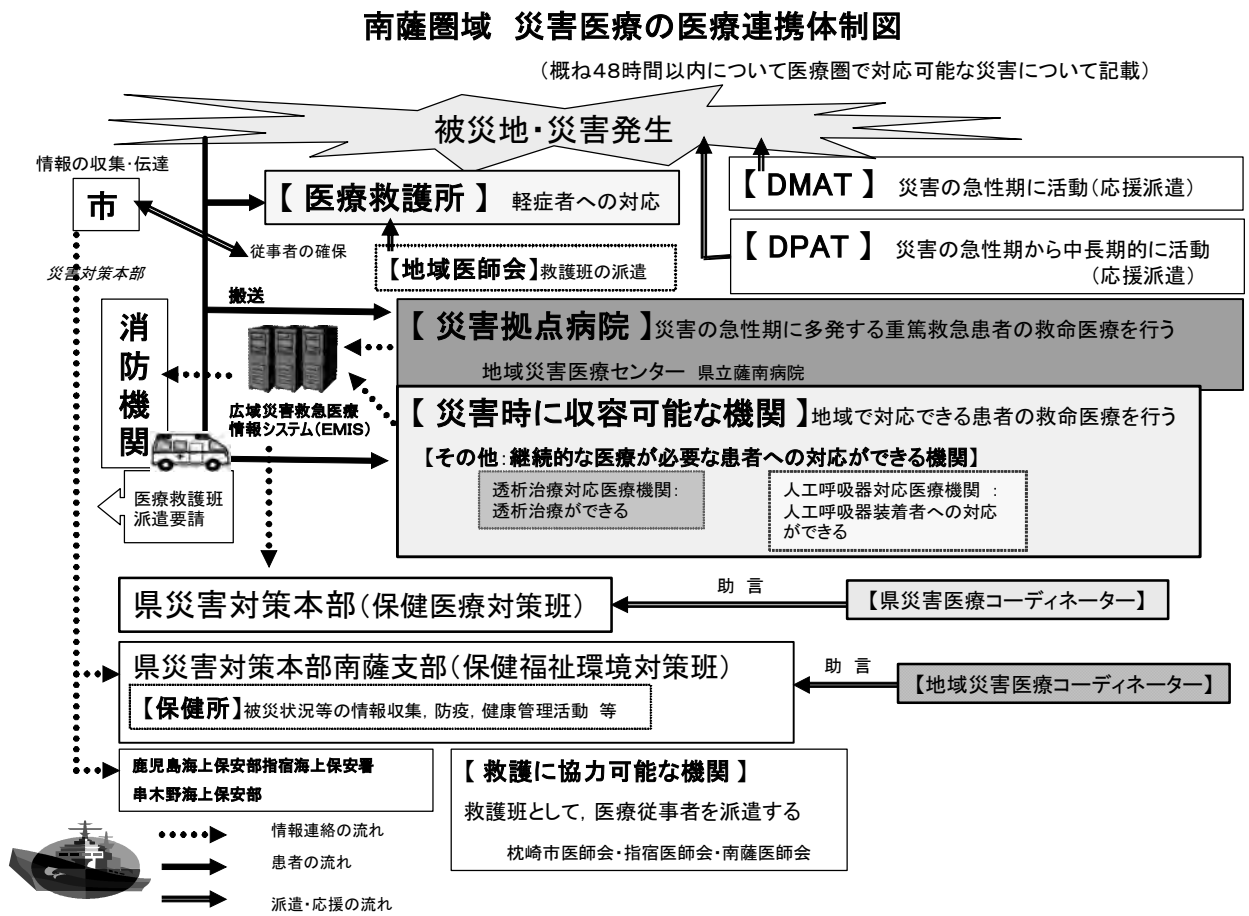 南薩圏域 災害医療の医療連携体制図
（概ね４８時間以内について医療圏で対応可能な災害について記載）
被災地・災害発生
情報の収集・伝達
市
【 医療救護所 】 軽症者への対応
【 DMAT 】 災害の急性期に活動（応援派遣）
従事者の確保
【地域医師会】救護班の派遣
【 DPAT 】 災害の急性期から中長期的に活動
（応援派遣）
災害対策本部
搬送
消防機関
【 災害拠点病院 】災害の急性期に多発する重篤救急患者の救命医療を行う
地域災害医療センター 県立薩南病院
広域災害救急医療
情報システム（EMIS）
【 災害時に収容可能な機関 】地域で対応できる患者の救命医療を行う
【その他：継続的な医療が必要な患者への対応ができる機関】
透析治療対応医療機関：
透析治療ができる
人工呼吸器対応医療機関 ：
人工呼吸器装着者への対応
ができる
医療救護班
派遣要請
県災害対策本部（保健医療対策班）
助 言
【県災害医療コーディネーター】
県災害対策本部南薩支部（保健福祉環境対策班）
【保健所】被災状況等の情報収集，防疫，健康管理活動 等
助 言
【地域災害医療コーディネーター】
鹿児島海上保安部指宿海上保安署
串木野海上保安部
【 救護に協力可能な機関 】
救護班として，医療従事者を派遣する
枕崎市医師会・指宿医師会・南薩医師会
情報連絡の流れ
患者の流れ
派遣・応援の流れ